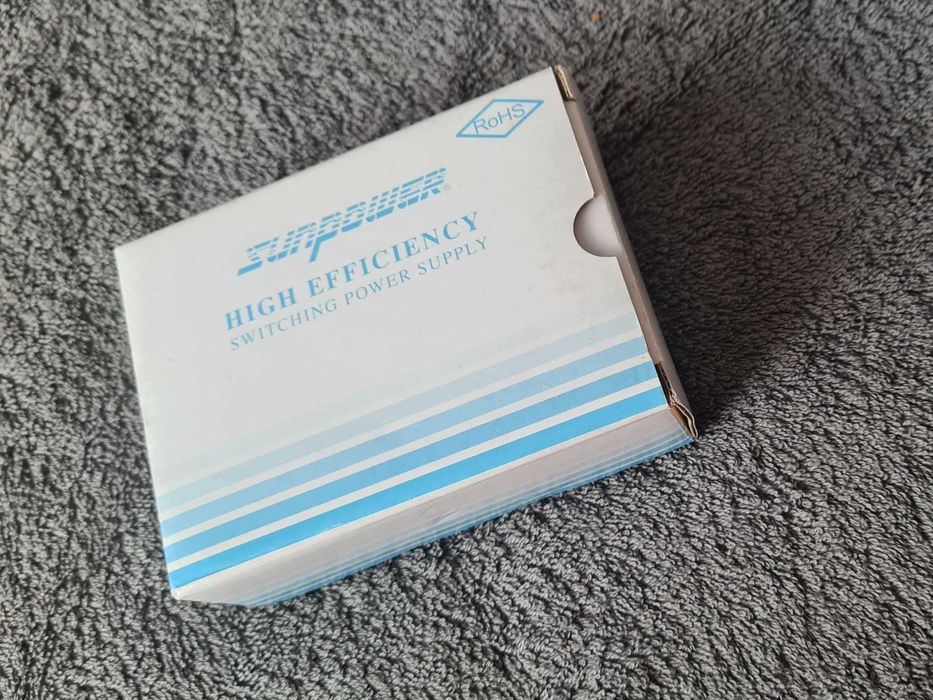 RoHS
SUNPOWER®
HIGH EFFICIENCY
SWITCHING POWER SUPPLY